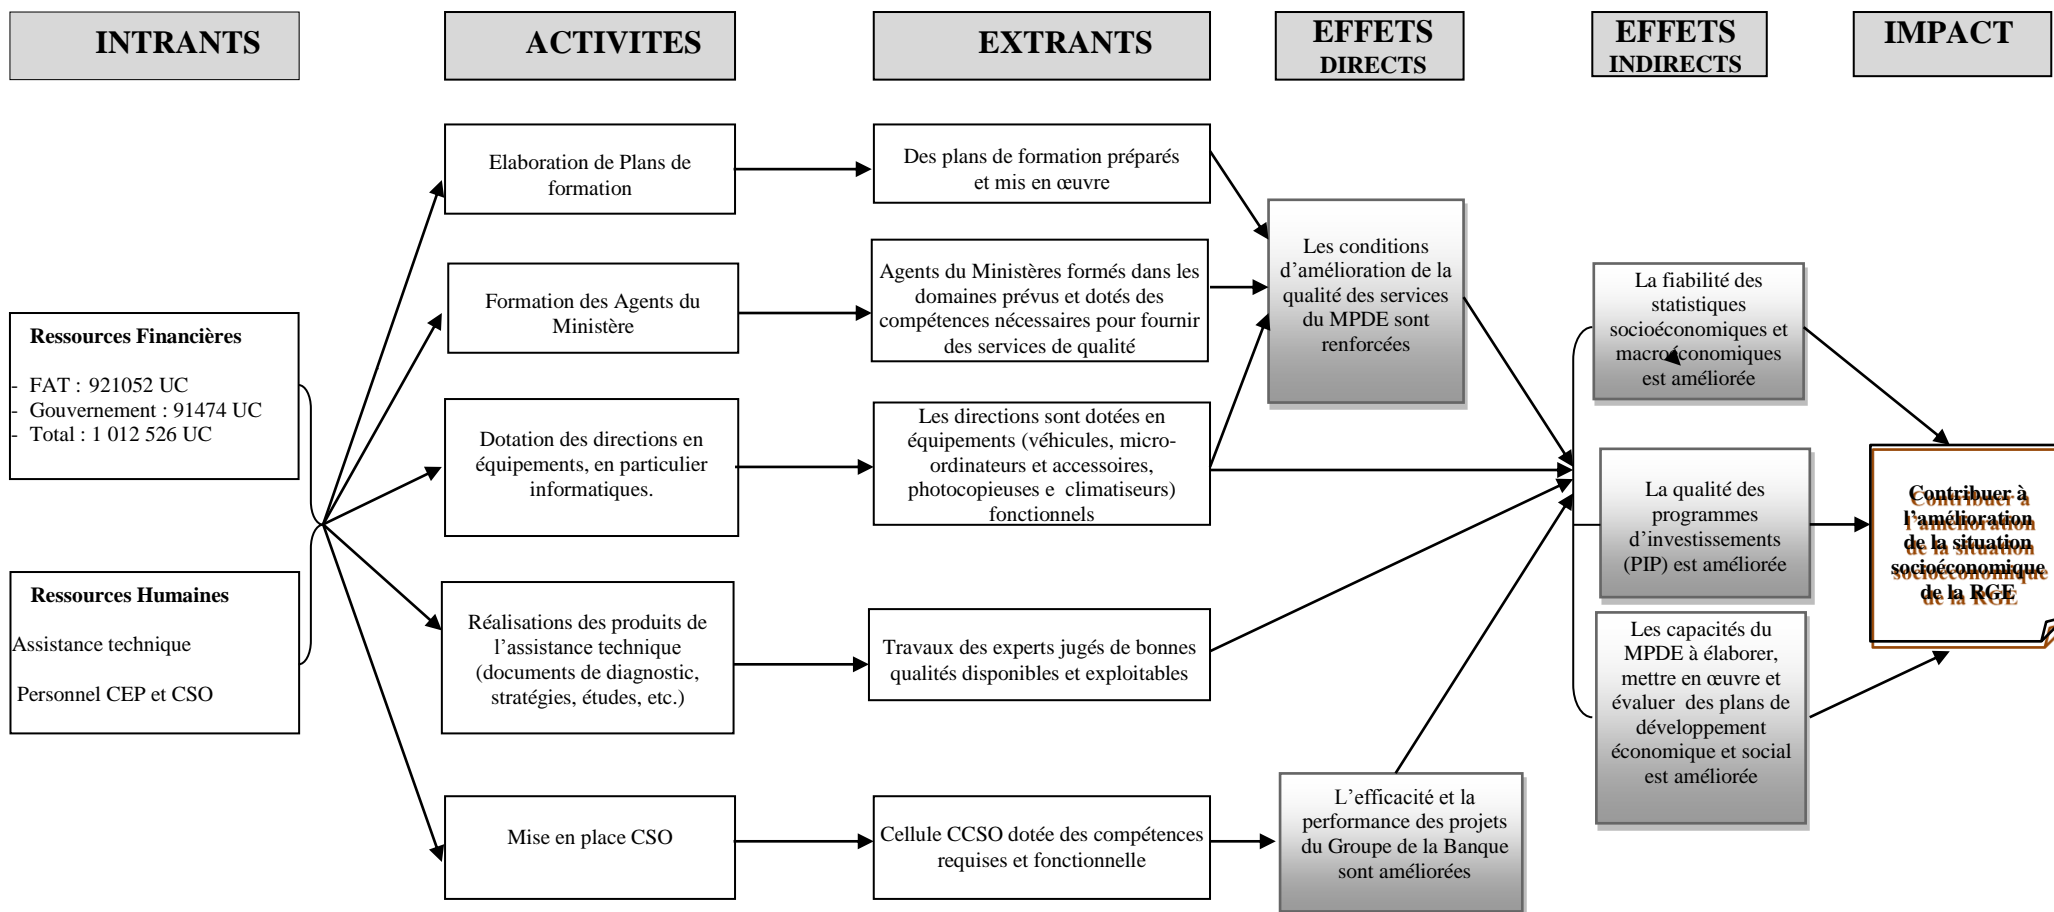 INTRANTS
ACTIVITES
EXTRANTS
EFFETS
DIRECTS
EFFETS
INDIRECTS
IMPACT
Ressources Financières
- FAT : 921052 UC
- Gouvernement : 91474 UC
- Total : 1 012 526 UC
Ressources Humaines
Assistance technique
Personnel CEP et CSO
Elaboration de Plans de
formation
Formation des Agents du
Ministère
Dotation des directions en
équipements, en particulier
informatiques.
Réalisations des produits de
l’assistance technique
(documents de diagnostic,
stratégies, études, etc.)
Mise en place CSO
Des plans de formation préparés
et mis en œuvre
Agents du Ministères formés dans les
domaines prévus et dotés des
compétences nécessaires pour fournir
des services de qualité
Les directions sont dotées en
équipements (véhicules, micro-
ordinateurs et accessoires,
photocopieuses e climatiseurs)
fonctionnels
Travaux des experts jugés de bonnes
qualités disponibles et exploitables
Cellule CCSO dotée des compétences
requises et fonctionnelle
Les conditions
d’amélioration de la
qualité des services
du MPDE sont
renforcées
L’efficacité et la
performance des projets
du Groupe de la Banque
sont améliorées
La fiabilité des
statistiques
socioéconomiques et
macroéconomiques
est améliorée
La qualité des
programmes
d’investissements
(PIP) est améliorée
Les capacités du
MPDE à élaborer,
mettre en œuvre et
évaluer des plans de
développement
économique et social
est améliorée
Contribuer à
l’amélioration
de la situation
socioéconomique
de la RGE